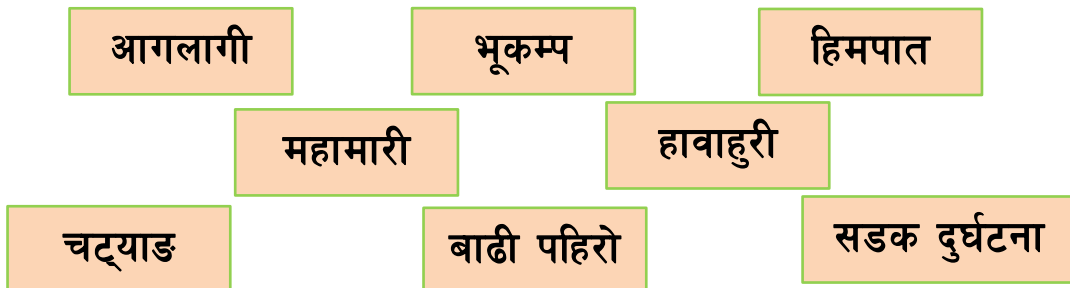 आगलागी
भूकम्प
हिमपात
महामारी
हावाहुरी
चट्याङ
बाढी पहिरो
सडक दुर्घटना